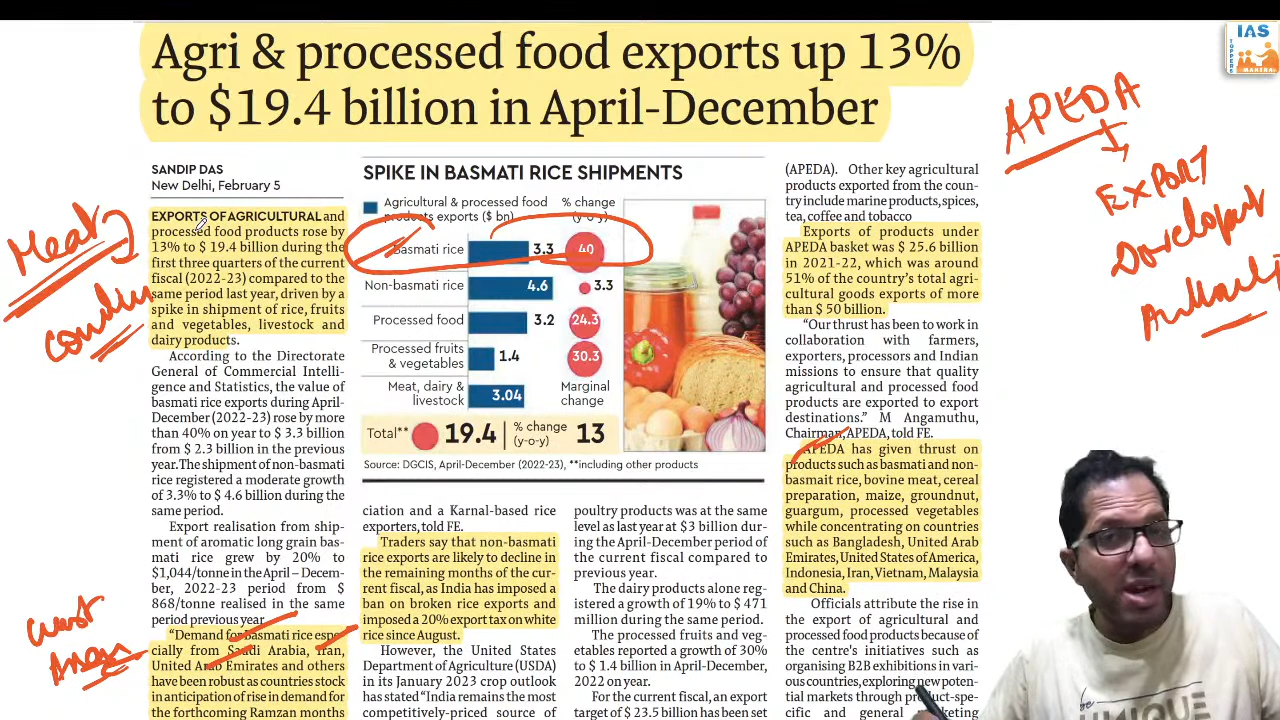 Agri & processed food exports up 13%
to $19.4 billion in April-December
IAS
TOPPERS
MANTRA
APEDA
EXPORT
SANDIP DAS
New Delhi, February 5
EXPORTS OF AGRICULTURAL and
processed food products rose by
13% to $ 19.4 billion during the
first three quarters of the current
fiscal (2022-23) compared to the
same period last year, driven by a
spike in shipment of rice, fruits
and vegetables, livestock and
dairy products.
According to the Directorate
General of Commercial Intelli-
gence and Statistics, the value of
basmati rice exports during April-
December (2022-23) rose by more
than 40% on year to $ 3.3 billion
from $ 2.3 billion in the previous
year. The shipment of non-basmati
rice registered a moderate growth
of 3.3% to $ 4.6 billion during the
same period.
Export realisation from ship-
ment of aromatic long grain bas-
mati rice grew by 20% to
$1,044/tonne in the April – Decem-
ber, 2022-23 period from $
868/tonne realised in the same
period previous year.
“Demand for basmati rice espe-
cially from Saudi Arabia, Iran,
United Arab Emirates and others
have been robust as countries stock
in anticipation of rise in demand for
the forthcoming Ramzan months
Meat
SPIKE IN BASMATI RICE SHIPMENTS
Agricultural & processed food
products exports ($ bn)
% change
(y-o-y)
Basmati rice 3.3 40
Non-basmati rice 4.6 3.3
Processed food 3.2 24.3
Processed fruits
& vegetables 1.4 30.3
Meat, dairy &
livestock 3.04 Marginal
change
Total** 19.4 % change
(y-o-y) 13
Source: DGCIS, April-December (2022-23), **including other products
ciation and a Karnal-based rice
exporters, told FE.
Traders say that non-basmati
rice exports are likely to decline in
the remaining months of the cur-
rent fiscal, as India has imposed a
ban on broken rice exports and
imposed a 20% export tax on white
rice since August.
However, the United States
Department of Agriculture (USDA)
in its January 2023 crop outlook
has stated “India remains the most
competitively-priced source of
poultry products was at the same
level as last year at $3 billion dur-
ing the April-December period of
the current fiscal compared to
previous year.
The dairy products alone reg-
istered a growth of 19% to $ 471
million during the same period.
The processed fruits and veg-
etables reported a growth of 30%
to $ 1.4 billion in April-December,
2022 on year.
For the current fiscal, an export
target of $ 23.5 billion has been set
(APEDA). Other key agricultural
products exported from the coun-
try include marine products, spices,
tea, coffee and tobacco
Exports of products under
APEDA basket was $ 25.6 billion
in 2021-22, which was around
51% of the country’s total agri-
cultural goods exports of more
than $ 50 billion.
“Our thrust has been to work in
collaboration with farmers,
exporters, processors and Indian
missions to ensure that quality
agricultural and processed food
products are exported to export
destinations.” M Angamuthu,
Chairman, APEDA, told FE.
APEDA has given thrust on
products such as basmati and non-
basmait rice, bovine meat, cereal
preparation, maize, groundnut,
guargum, processed vegetables
while concentrating on countries
such as Bangladesh, United Arab
Emirates, United States of America,
Indonesia, Iran, Vietnam, Malaysia
and China.
Officials attribute the rise in
the export of agricultural and
processed food products because of
the centre’s initiatives such as
organising B2B exhibitions in vari-
ous countries, exploring new poten-
tial markets through product-spe-
cific and general marketing
be
UNIQUE